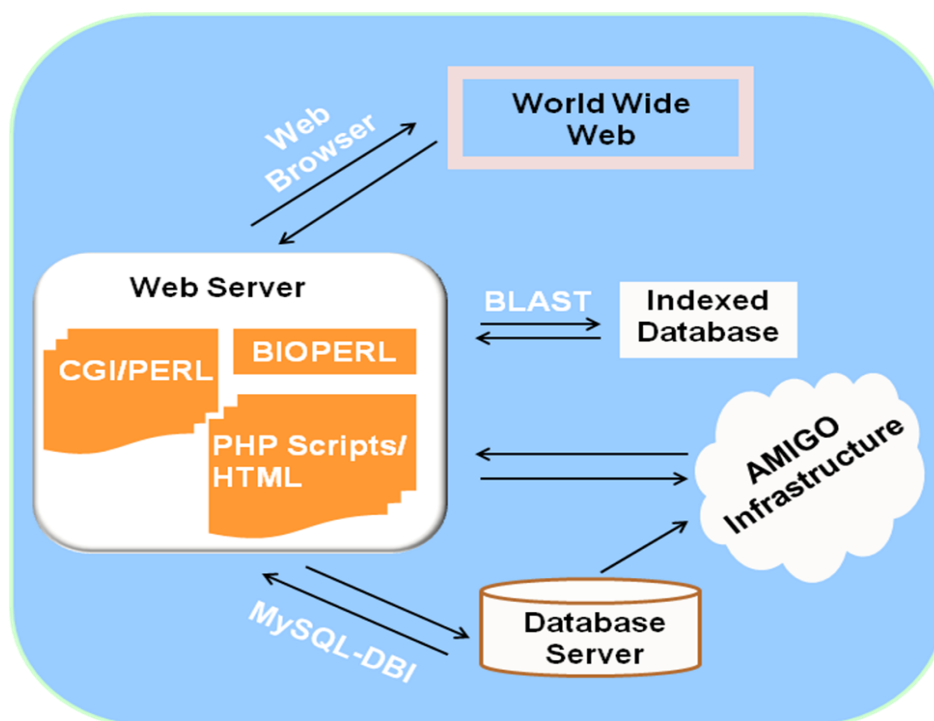 World Wide
Web
Web
Browser
Web Server
CGI/PERL
BIOPERL
PHP Scripts/
HTML
BLAST
Indexed
Database
AMIGO
Infrastructure
MySQL-DBI
Database
Server